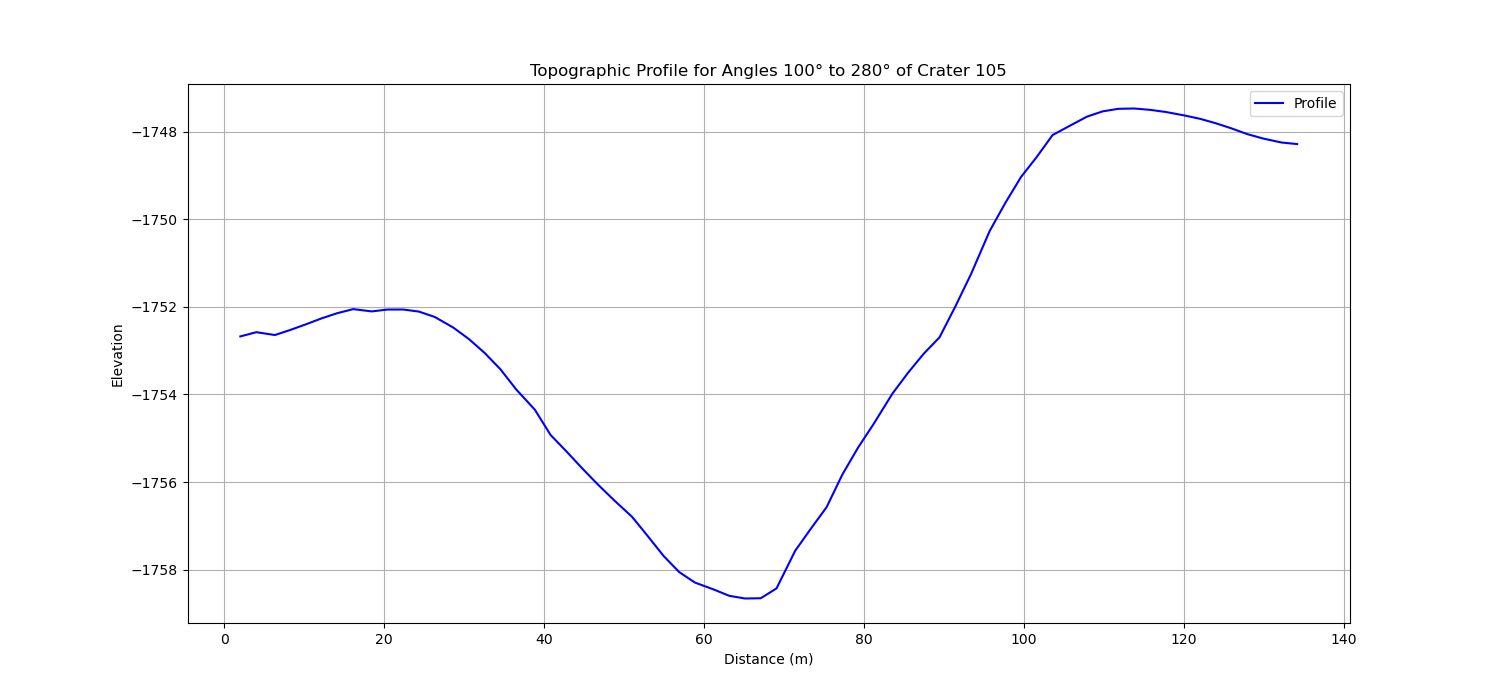 Topographic Profile for Angles 100° to 280° of Crater 105
Profile
−1748
−1750
−1752
−1754
−1756
−1758
Elevation
0 20 40 60 80 100 120 140
Distance (m)